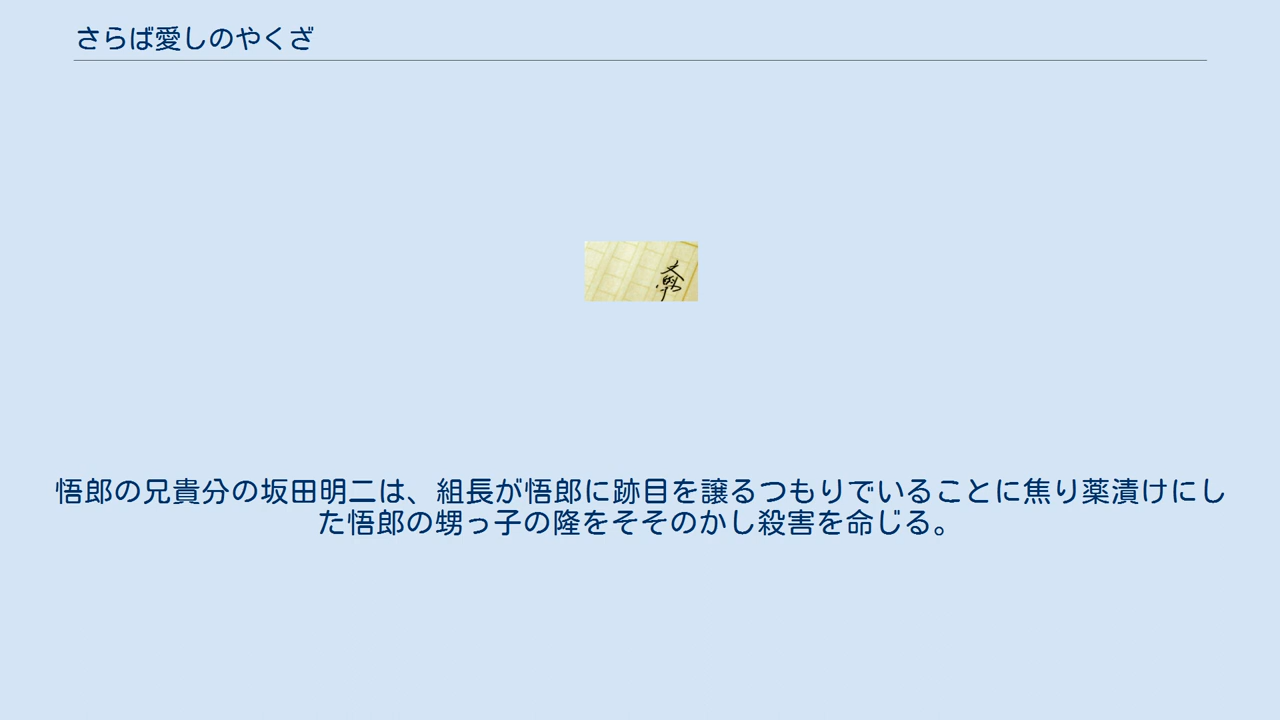 さらば愛しのやくざ
悟郎の兄貴分の坂田明二は、組長が悟郎に跡目を譲るつもりでいることに焦り薬漬けにし
た悟郎の甥っ子の隆をそそのかし殺害を命じる。